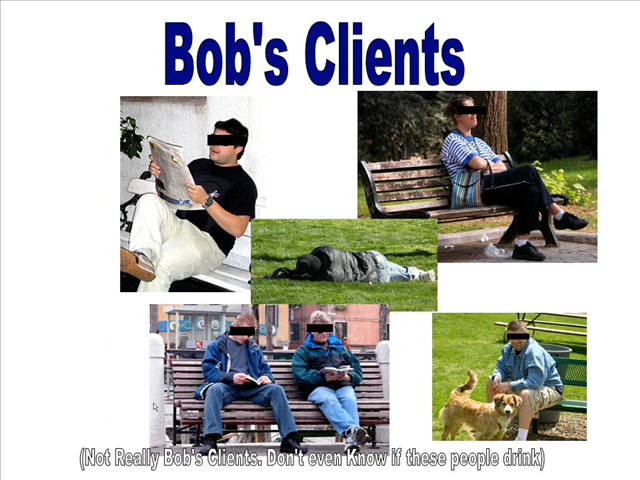 Bob's Clients
(Not Really Bob's Clients. Don't even Know if these people drink)